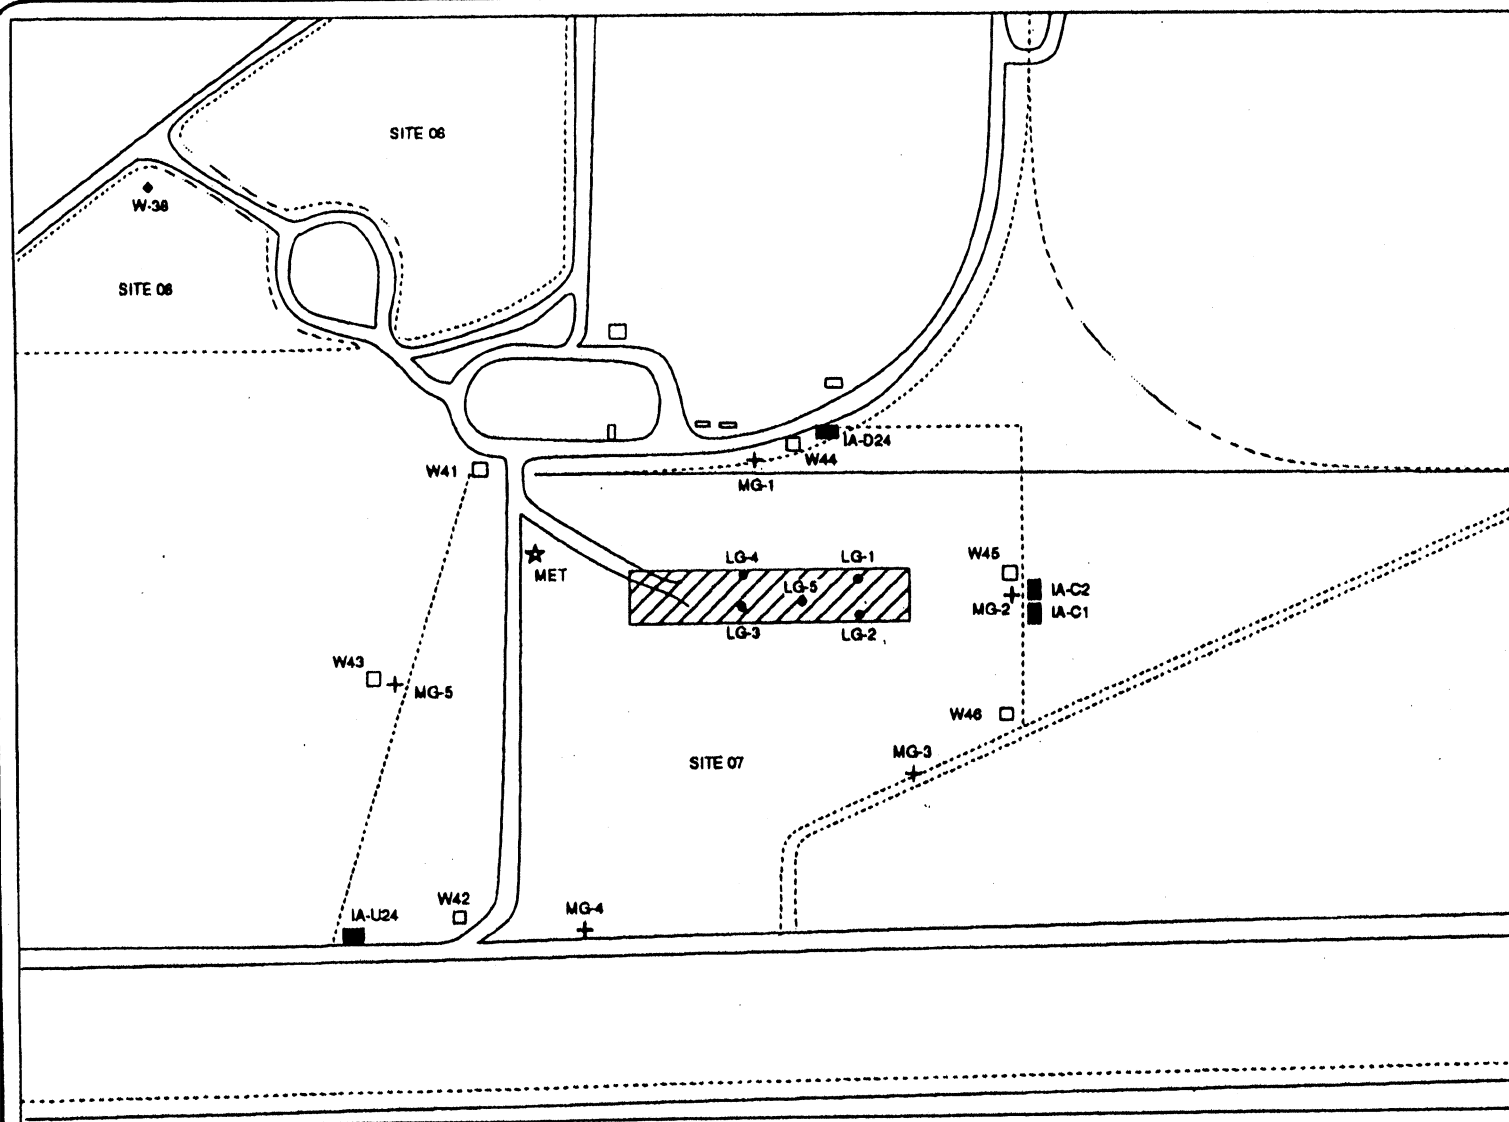 SITE 06
W-38
SITE 08
IA-D24
W44
W41
MG-1
LG-4
LG-1
W45
MET
LG-5
IA-C2
MG-2
IA-C1
LG-3
LG-2
W43
MG-5
W46
MG-3
SITE 07
W42
MG-4
IA-U24